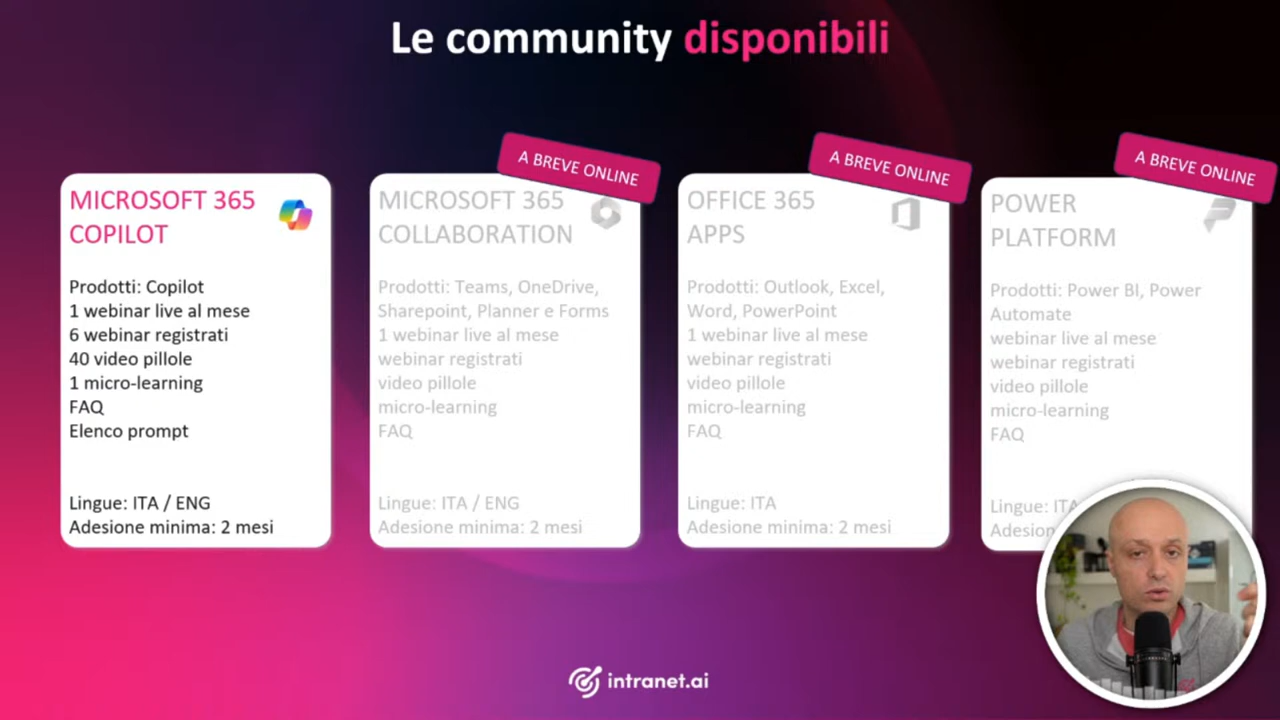 Le community disponibili
MICROSOFT 365
COPILOT
Prodotti: Copilot
1 webinar live al mese
6 webinar registrati
40 video pillole
1 micro-learning
FAQ
Elenco prompt
Lingue: ITA / ENG
Adesione minima: 2 mesi
A BREVE ONLINE
MICROSOFT 365
COLLABORATION
Prodotti: Teams, OneDrive,
Sharepoint, Planner e Forms
1 webinar live al mese
webinar registrati
video pillole
micro-learning
FAQ
Lingue: ITA / ENG
Adesione minima: 2 mesi
A BREVE ONLINE
OFFICE 365
APPS
Prodotti: Outlook, Excel,
Word, PowerPoint
1 webinar live al mese
webinar registrati
video pillole
micro-learning
FAQ
Lingue: ITA
Adesione minima: 2 mesi
A BREVE ONLINE
POWER
PLATFORM
Prodotti: Power BI, Power
Automate
webinar live al mese
webinar registrati
video pillole
micro-learning
FAQ
Lingue: ITA
intranet.ai